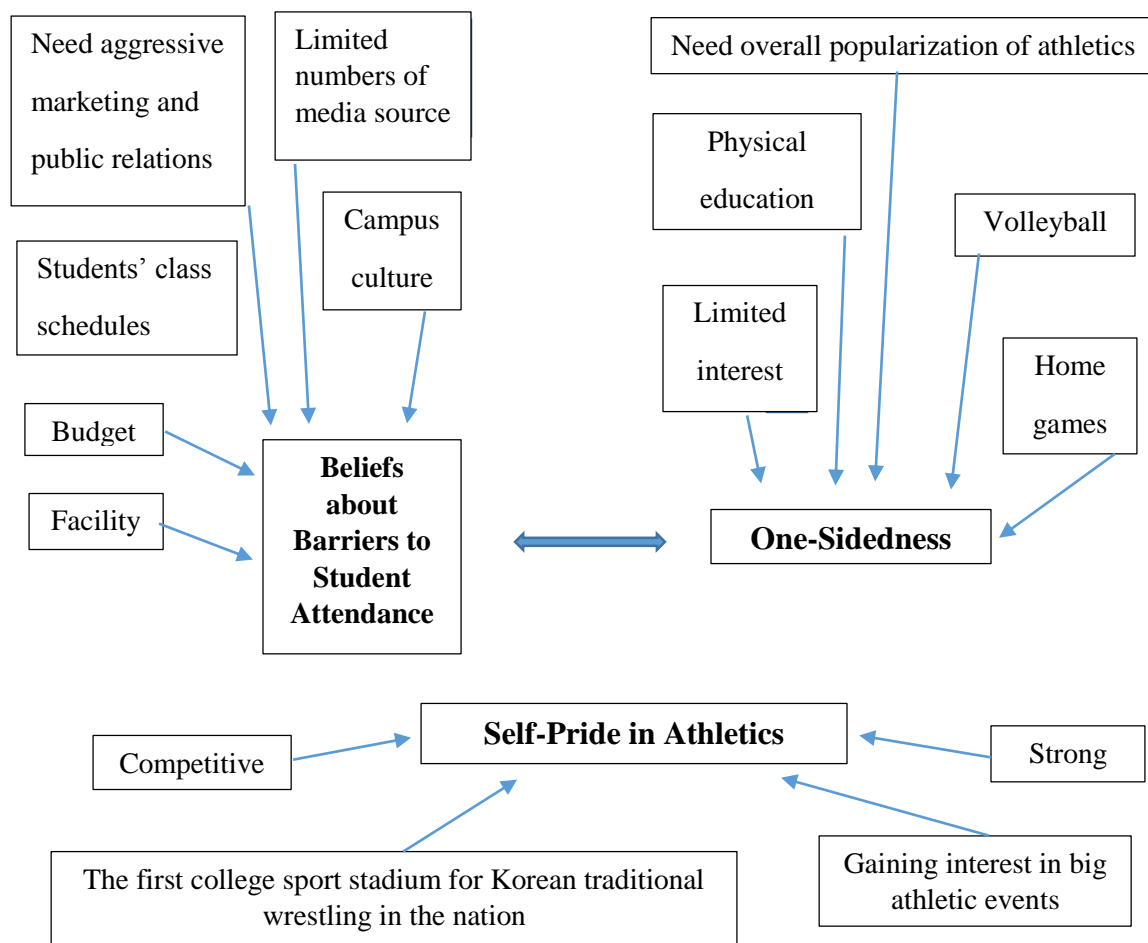 Need aggressive
marketing and
public relations
Limited
numbers of
media source
Need overall popularization of athletics
Physical
education
Campus
culture
Volleyball
Students’ class
schedules
Limited
interest
Home
games
Budget
Facility
Beliefs
about
Barriers to
Student
Attendance
One-Sidedness
Self-Pride in Athletics
Competitive
Strong
The first college sport stadium for Korean traditional
wrestling in the nation
Gaining interest in big
athletic events